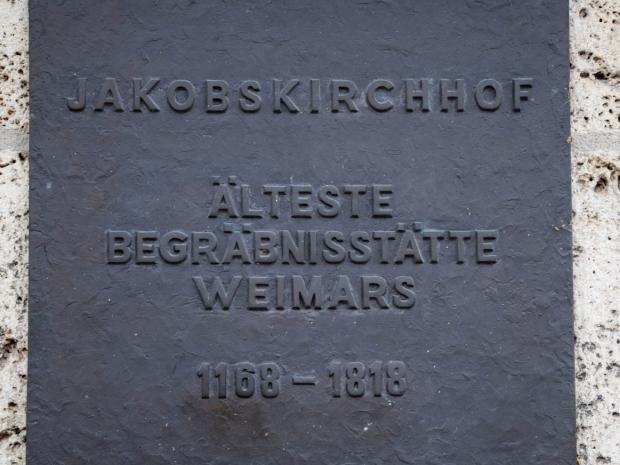 JAKOBSKIRCHHOF
ÄLTESTE
BEGRÄBNISSTÄTTE
WEIMARS
1168 – 1818